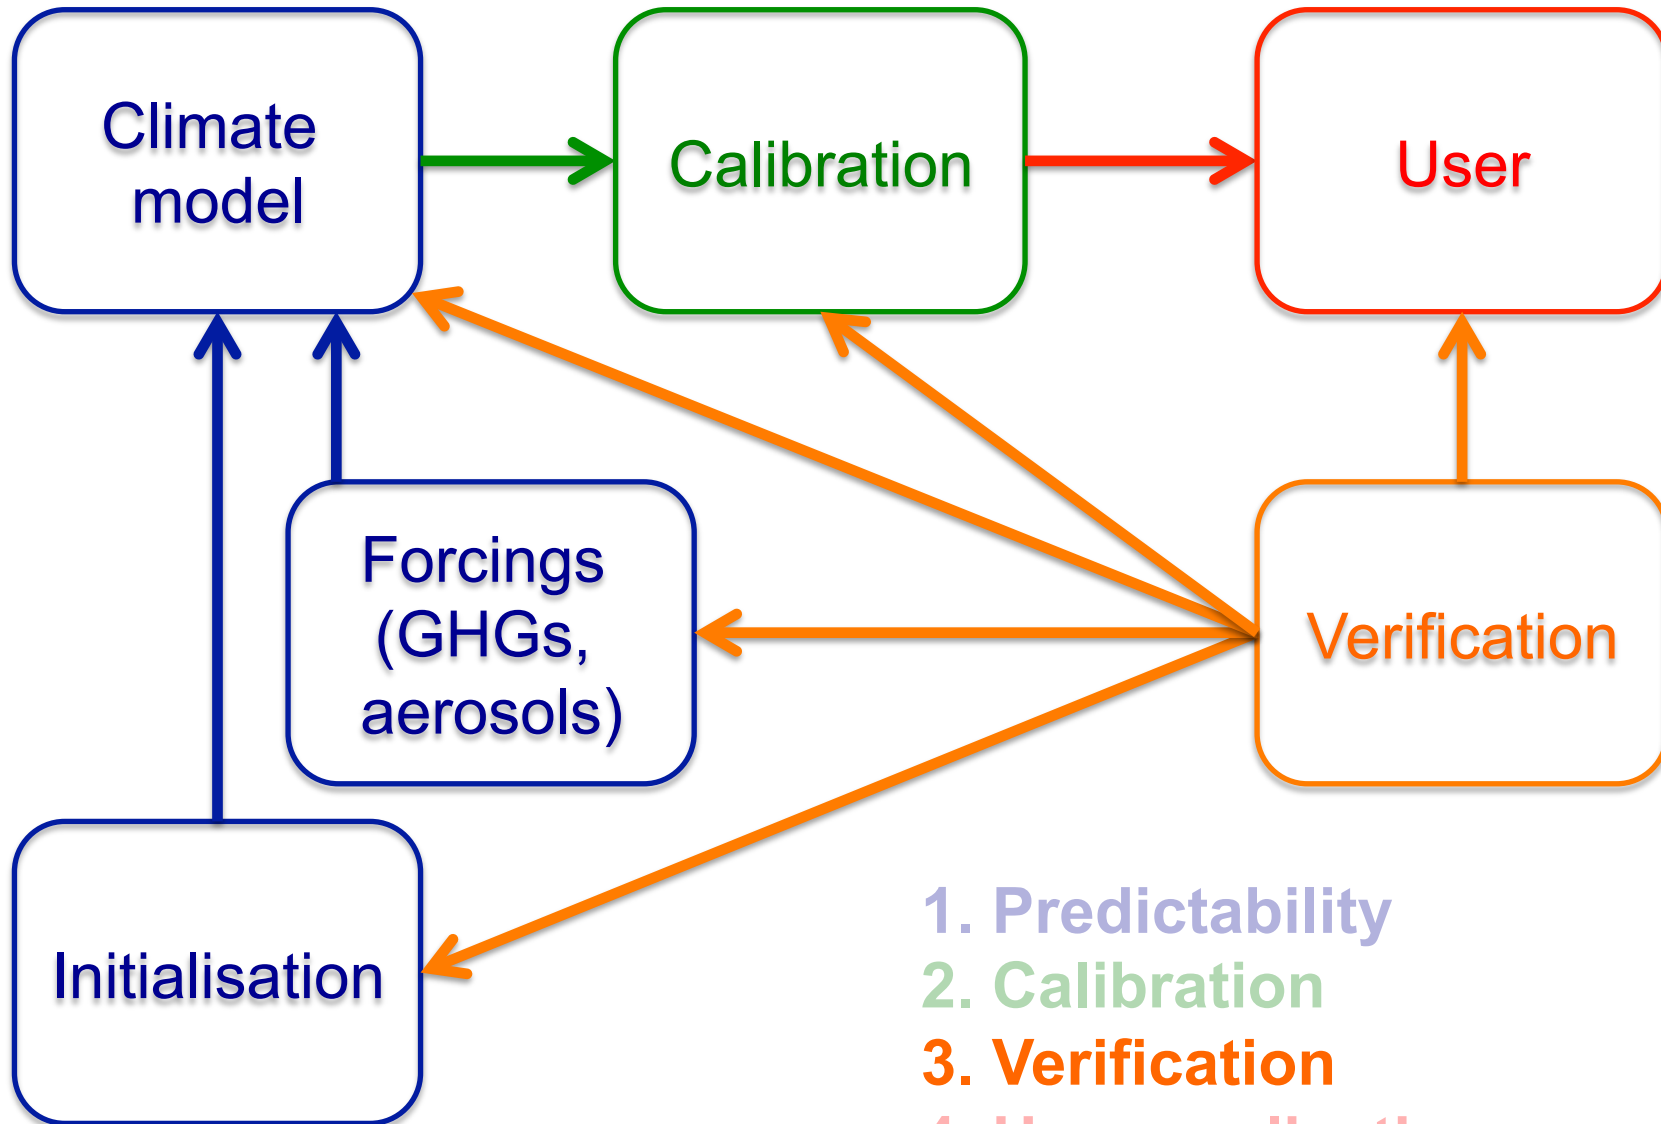 Climate
model
Calibration
User
Forcings
(GHGs,
aerosols)
Verification
Initialisation
1. Predictability
2. Calibration
3. Verification